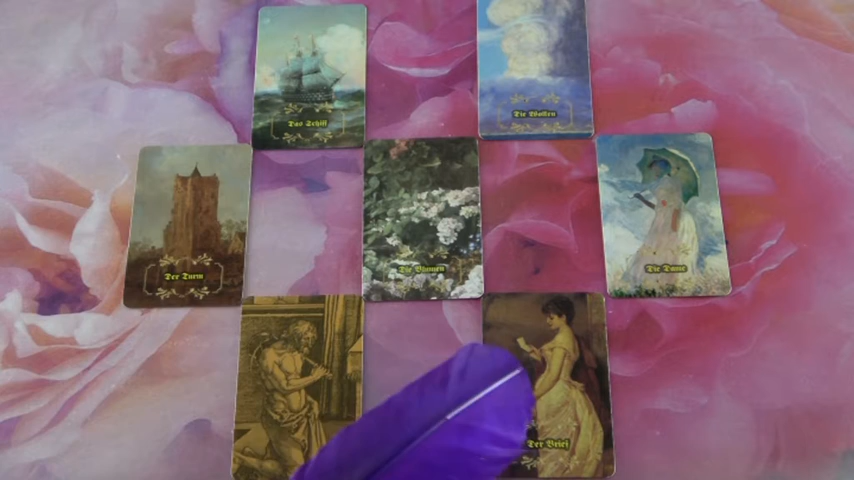 Das Schiff
Die Wolken
Der Turm
Die Blumen
Die Dame
Der Brief